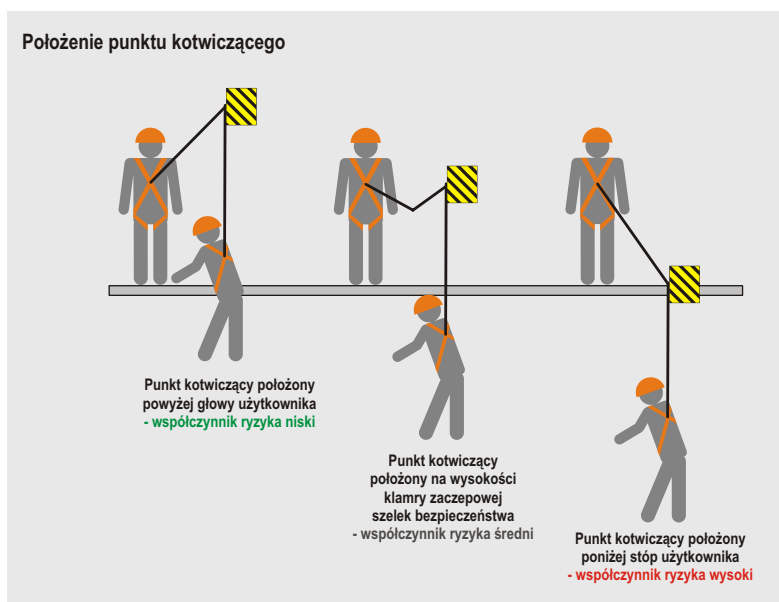 Położenie punktu kotwiczącego
Punkt kotwiczący położony
powyżej głowy użytkownika
- współczynnik ryzyka niski
Punkt kotwiczący
położony na wysokości
klamry zaczepowej
szelek bezpieczeństwa
- współczynnik ryzyka średni
Punkt kotwiczący położony
poniżej stóp użytkownika
- współczynnik ryzyka wysoki